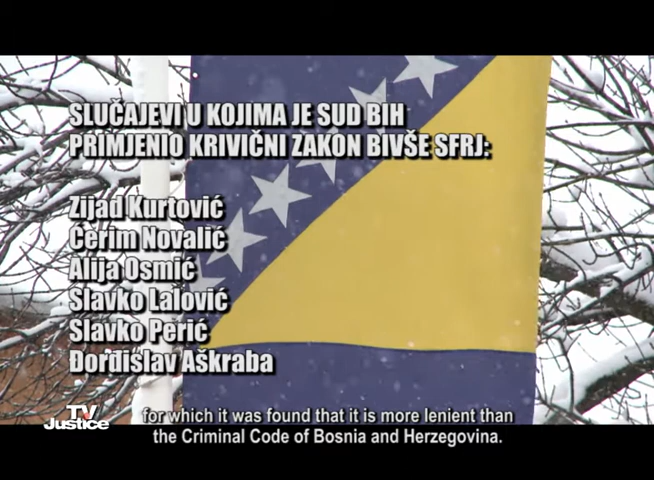 SLUČAJEVI U KOJIMA JE SUD BIH
PRIMJENIO KRIVIČNI ZAKON BIVŠE SFRJ:
Zijad Kurtović
Ćerim Novalić
Alija Osmić
Slavko Lalović
Slavko Perić
Đorđislav Aškraba
for which it was found that it is more lenient than
the Criminal Code of Bosnia and Herzegovina.
TV
Justice